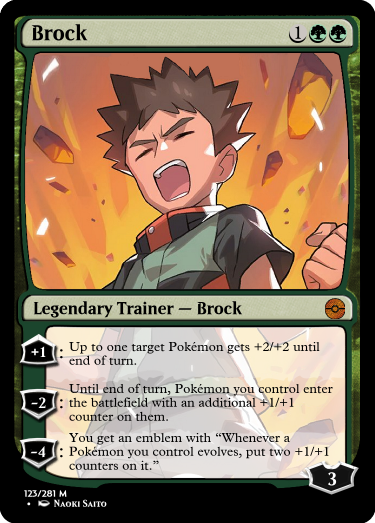 Brock 1
Legendary Trainer — Brock
+1: Up to one target Pokémon gets +2/+2 until
end of turn.
Until end of turn, Pokémon you control enter
-2: the battlefield with an additional +1/+1
counter on them.
You get an emblem with “Whenever a
-4: Pokémon you control evolves, put two +1/+1
counters on it.”
3
123/281 M
• Naoki Saito